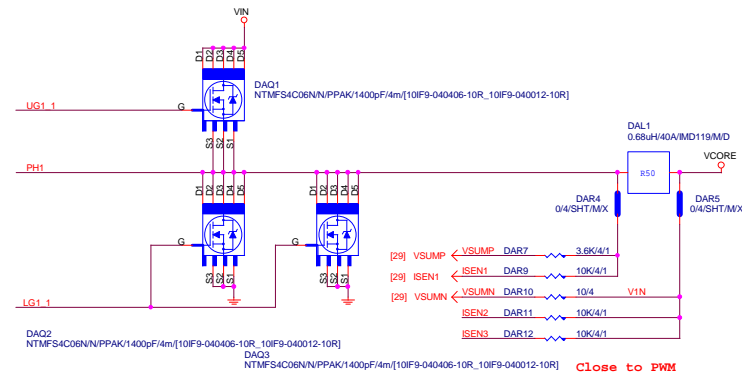 VIN
D1 D2 D3 D4 D5
DAQ1
NTMFS4C06N/N/PPAK/1400pF/4m/[10IF9-040406-10R_10IF9-040012-10R]
UG1_1
G
S3 S2 S1
DAL1
0.68uH/40A/IMD119/M/D
VCORE
PH1
R50
D1 D2 D3 D4 D5
D1 D2 D3 D4 D5
DAR4
0/4/SHT/M/X
DAR5
0/4/SHT/M/X
G
G
[29] VSUMP VSUMP DAR7 3.6K/4/1
[29] ISEN1 ISEN1 DAR9 10K/4/1
S3 S2 S1
S3 S2 S1
[29] VSUMN VSUMN DAR10 10/4 V1N
LG1_1
ISEN2 DAR11 10K/4/1
ISEN3 DAR12 10K/4/1
DAQ2
NTMFS4C06N/N/PPAK/1400pF/4m/[10IF9-040406-10R_10IF9-040012-10R]
DAQ3
NTMFS4C06N/N/PPAK/1400pF/4m/[10IF9-040406-10R_10IF9-040012-10R]
Close to PWM